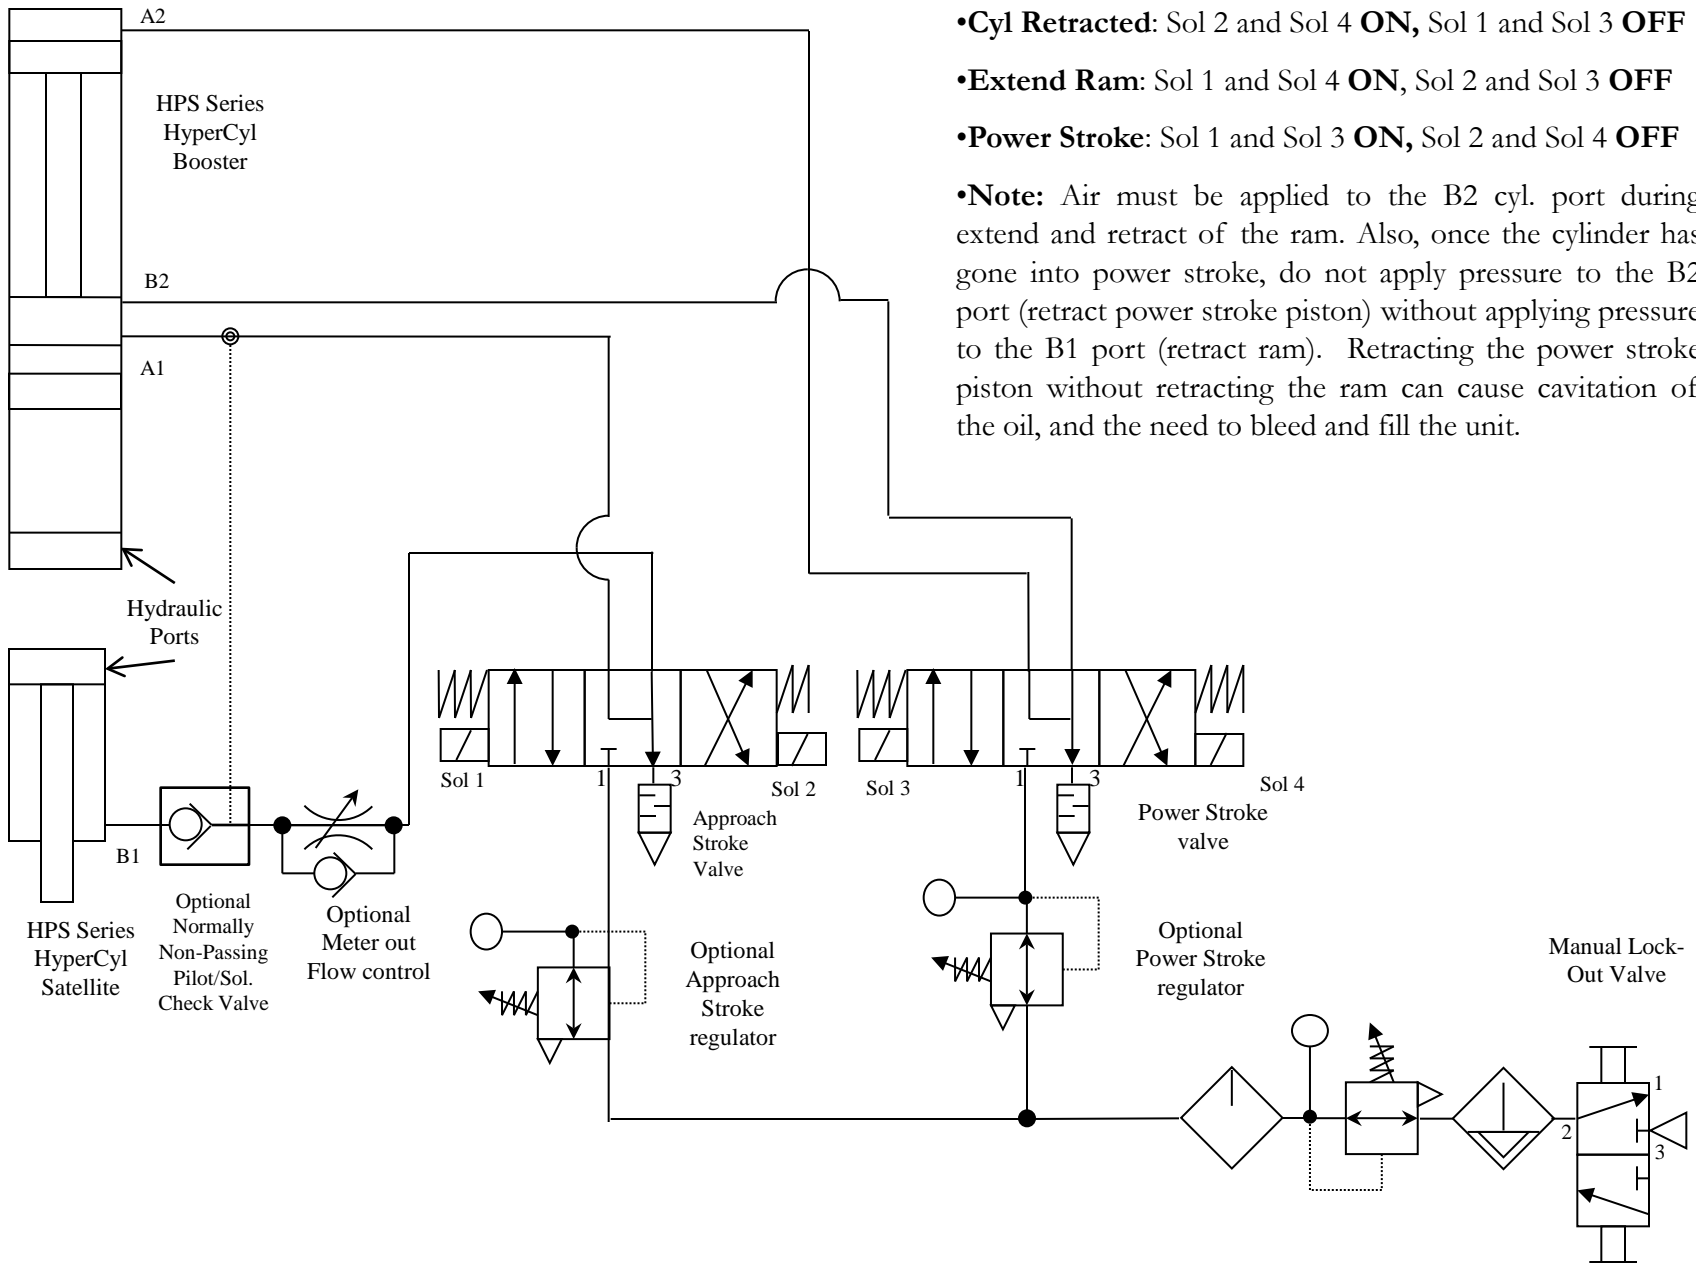 A2
HPS Series
HyperCyl
Booster
B2
A1
•Cyl Retracted: Sol 2 and Sol 4 ON, Sol 1 and Sol 3 OFF
•Extend Ram: Sol 1 and Sol 4 ON, Sol 2 and Sol 3 OFF
•Power Stroke: Sol 1 and Sol 3 ON, Sol 2 and Sol 4 OFF
•Note: Air must be applied to the B2 cyl. port during
extend and retract of the ram. Also, once the cylinder has
gone into power stroke, do not apply pressure to the B2
port (retract power stroke piston) without applying pressure
to the B1 port (retract ram). Retracting the power stroke
piston without retracting the ram can cause cavitation of
the oil, and the need to bleed and fill the unit.
Hydraulic
Ports
B1
HPS Series
HyperCyl
Satellite
Optional
Normally
Non-Passing
Pilot/Sol.
Check Valve
Optional
Meter out
Flow control
Sol 1
1
3
Sol 2
Approach
Stroke
Valve
Sol 3
1
3
Sol 4
Power Stroke
valve
Optional
Approach
Stroke
regulator
Optional
Power Stroke
regulator
Manual Lock-
Out Valve
1
2
3